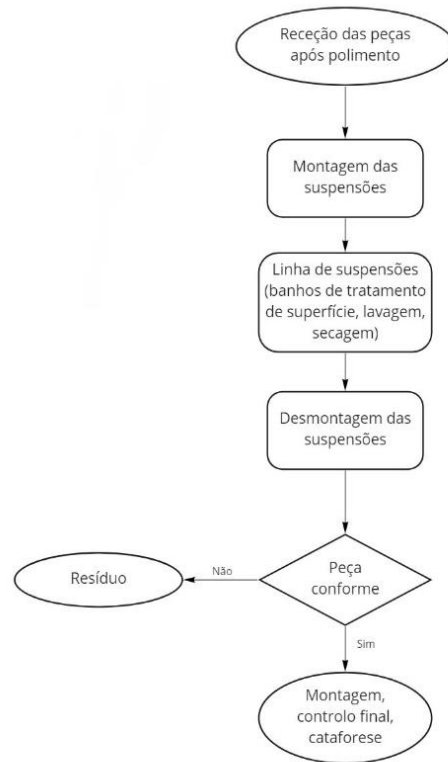 Receção das peças
após polimento
Montagem das
suspensões
Linha de suspensões
(banhos de tratamento
de superfície, lavagem,
secagem)
Desmontagem das
suspensões
Peça
conforme
Não
Resíduo
Sim
Montagem,
controlo final,
cataforese